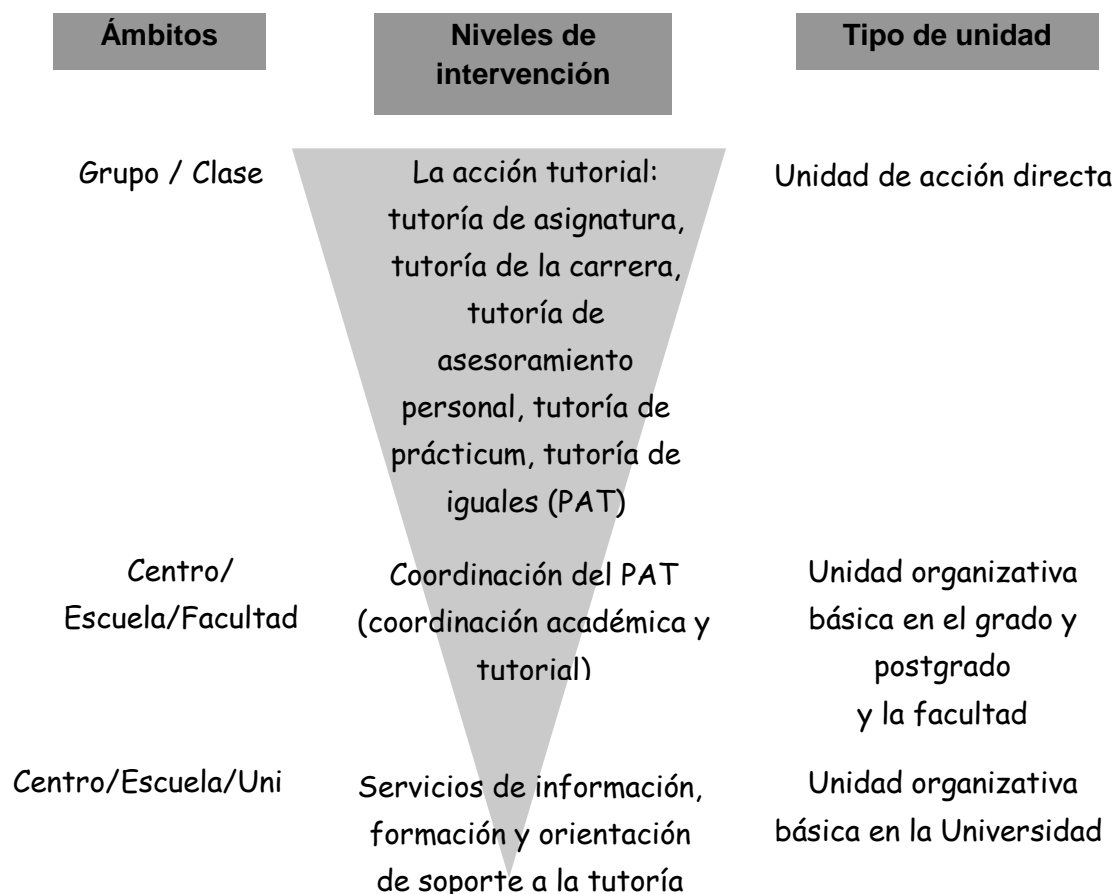 Ámbitos
Niveles de
intervención
Tipo de unidad
Grupo / Clase
La acción tutorial:
tutoría de asignatura,
tutoría de la carrera,
tutoría de
asesoramiento
personal, tutoría de
prácticum, tutoría de
iguales (PAT)
Unidad de acción directa
Centro/
Escuela/Facultad
Coordinación del PAT
(coordinación académica y
tutorial)
Unidad organizativa
básica en el grado y
postgrado
y la facultad
Centro/Escuela/Uni
Servicios de información,
formación y orientación
de soporte a la tutoría
Unidad organizativa
básica en la Universidad